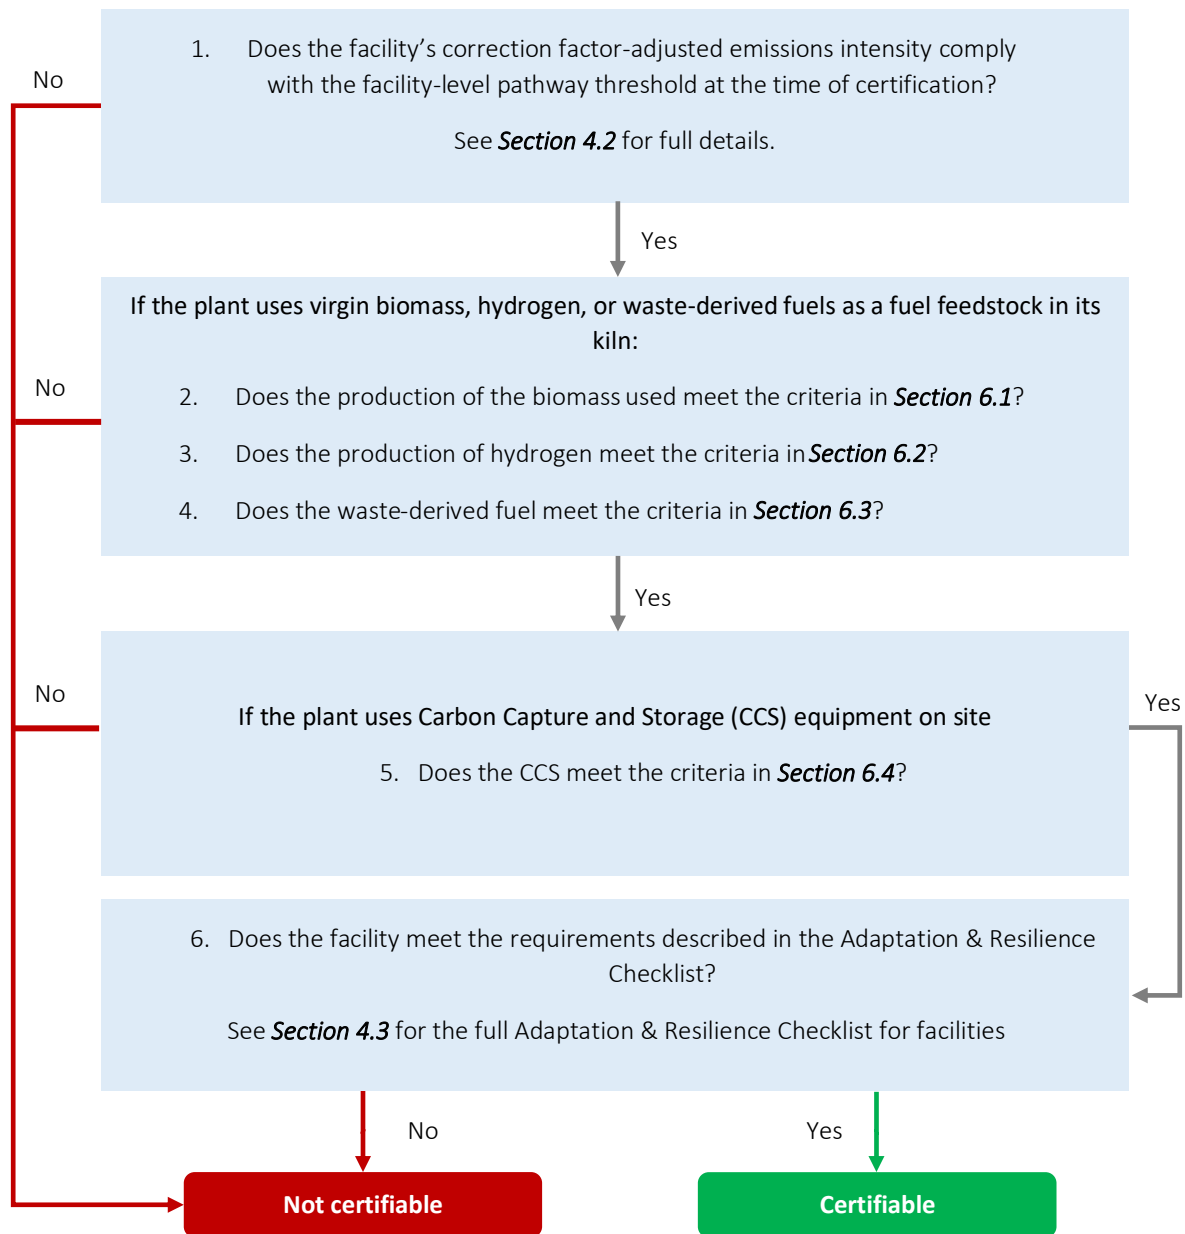 1. Does the facility’s correction factor-adjusted emissions intensity comply
with the facility-level pathway threshold at the time of certification?
No
See Section 4.2 for full details.
Yes
If the plant uses virgin biomass, hydrogen, or waste-derived fuels as a fuel feedstock in its
kiln:
No
2. Does the production of the biomass used meet the criteria in Section 6.1?
3. Does the production of hydrogen meet the criteria in Section 6.2?
4. Does the waste-derived fuel meet the criteria in Section 6.3?
Yes
No
Yes
If the plant uses Carbon Capture and Storage (CCS) equipment on site
5. Does the CCS meet the criteria in Section 6.4?
6. Does the facility meet the requirements described in the Adaptation & Resilience
Checklist?
See Section 4.3 for the full Adaptation & Resilience Checklist for facilities
No
Yes
Not certifiable
Certifiable